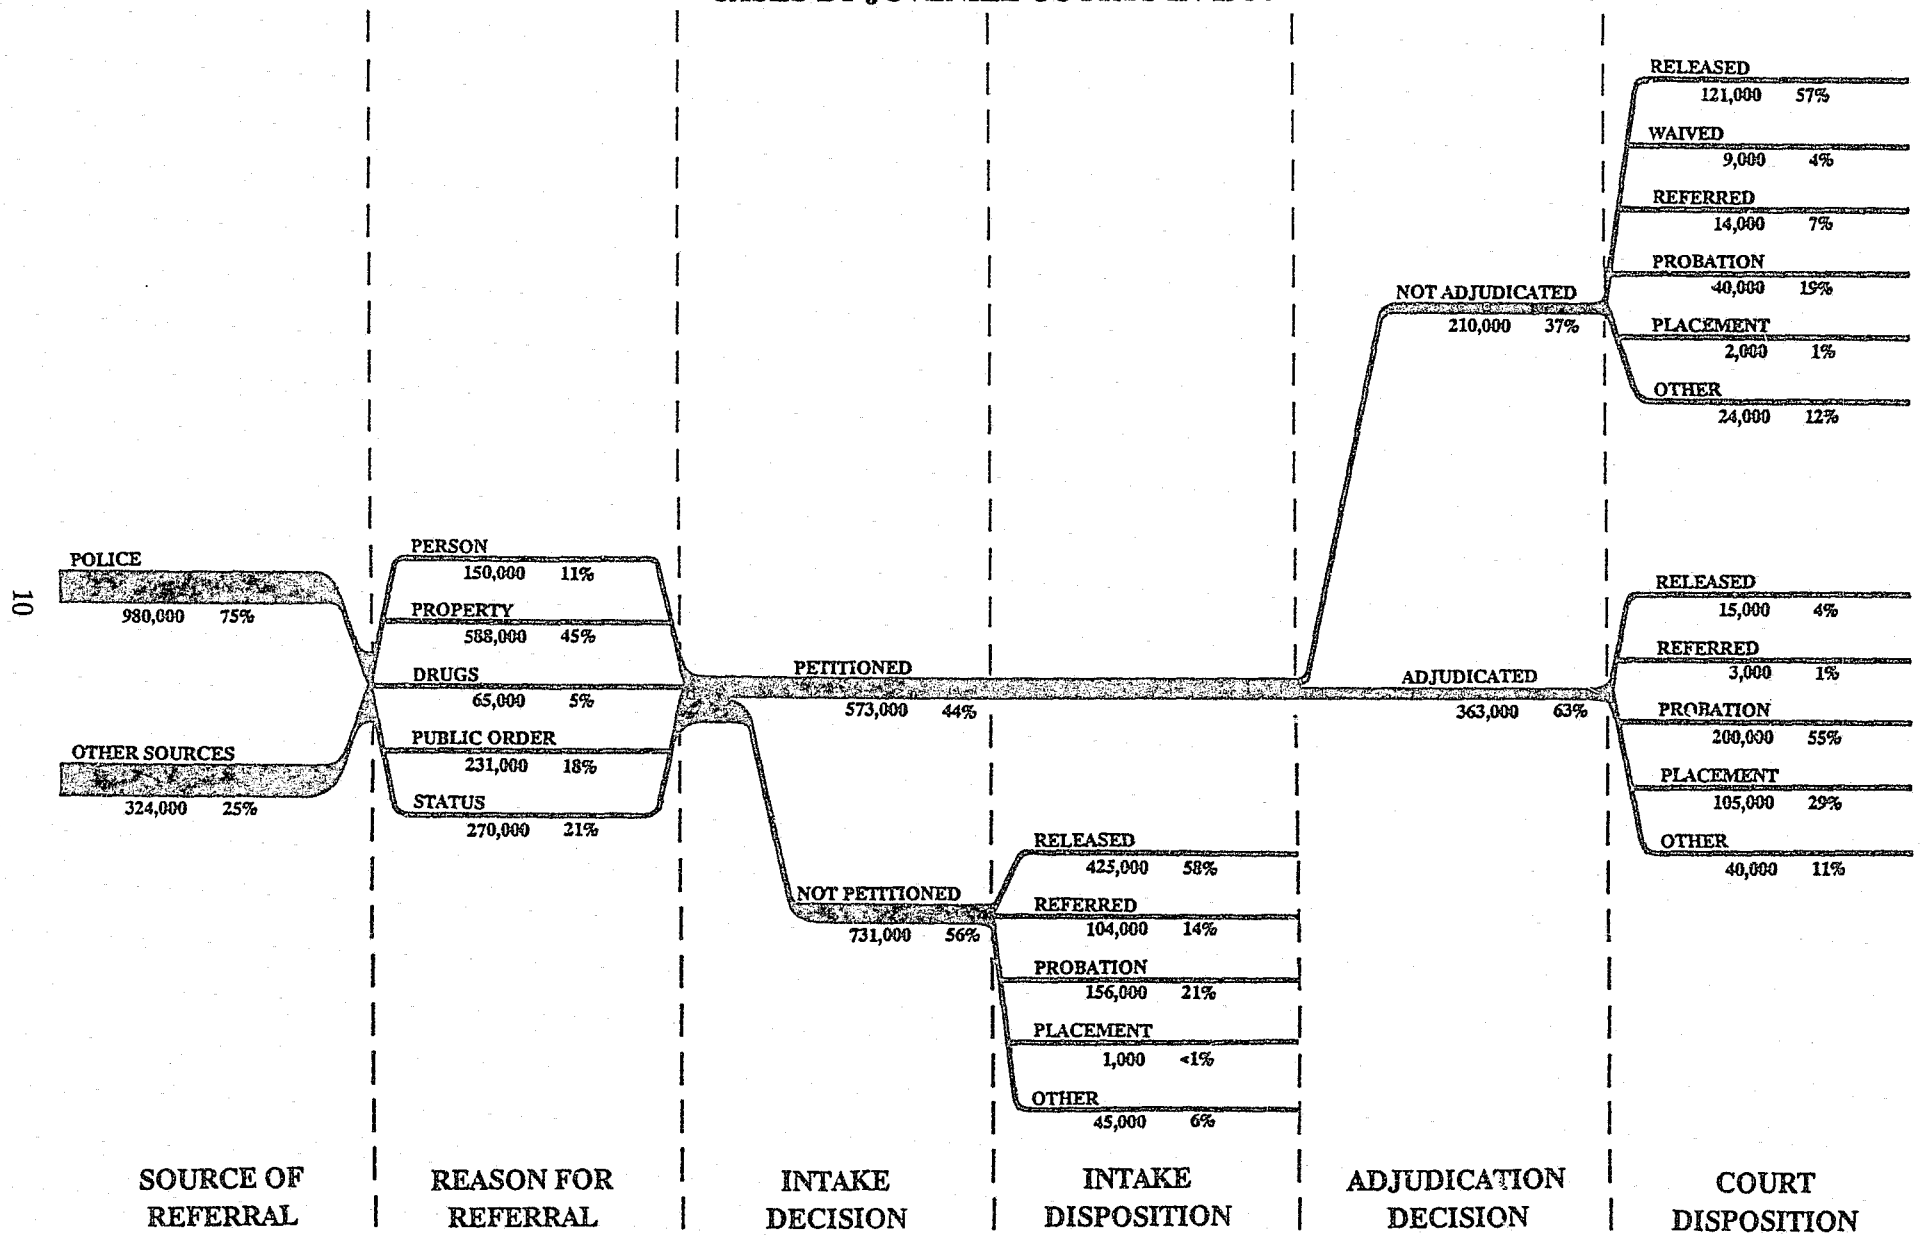 RELEASED
121,000 57%
WAIVED
9,000 4%
REFERRED
14,000 7%
PROBATION
40,000 19%
NOT ADJUDICATED
210,000 37%
PLACEMENT
2,000 1%
OTHER
24,000 12%
POLICE
980,000 75%
OTHER SOURCES
324,000 25%
PERSON
150,000 11%
PROPERTY
588,000 45%
DRUGS
65,000 5%
PUBLIC ORDER
231,000 18%
STATUS
270,000 21%
PETITIONED
573,000 44%
NOT PETITIONED
731,000 56%
RELEASED
425,000 58%
REFERRED
104,000 14%
PROBATION
156,000 21%
PLACEMENT
1,000 <1%
OTHER
45,000 6%
ADJUDICATED
363,000 63%
RELEASED
15,000 4%
REFERRED
3,000 1%
PROBATION
200,000 55%
PLACEMENT
105,000 29%
OTHER
40,000 11%
10
SOURCE OF
REFERRAL
REASON FOR
REFERRAL
INTAKE
DECISION
INTAKE
DISPOSITION
ADJUDICATION
DECISION
COURT
DISPOSITION